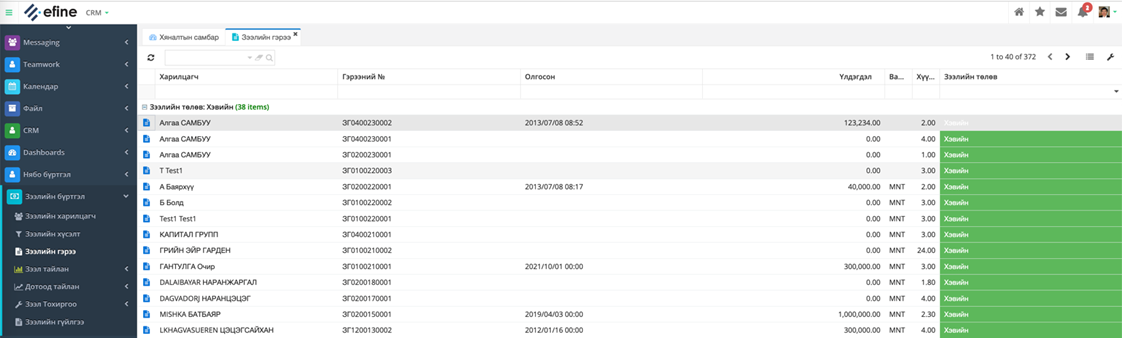 efine CRM 2
Messaging
Teamwork
Календар
Файл
CRM
Dashboards
Нябо бүртгэл
Зээлийн бүртгэл
Зээлийн харилцагч
Зээлийн хүсэлт
Зээлийн гэрээ
Зээл тайлан
Дотоод тайлан
Зээл Тохиргоо
Зээлийн гүйлгээ
Хяналтын самбар Зээлийн гэрээ
1 to 40 of 372
Харилцагч Гэрээний № Олгосон Үлдэгдэл Ва... Хүү... Зээлийн төлөв
Зээлийн төлөв: Хэвийн (38 items)
Алгаа САМБУУ ЗГ0400230002 2013/07/08 08:52 123,234.00 2.00 Хэвийн
Алгаа САМБУУ ЗГ0400230001 0.00 4.00 Хэвийн
Алгаа САМБУУ ЗГ0200230001 0.00 1.00 Хэвийн
T Test1 ЗГ0100220003 0.00 3.00 Хэвийн
А Баярхүү ЗГ0200220001 2013/07/08 08:17 40,000.00 MNT 2.00 Хэвийн
Б Болд ЗГ0100220002 0.00 MNT 3.00 Хэвийн
Test1 Test1 ЗГ0100220001 0.00 MNT 3.00 Хэвийн
КАПИТАЛ ГРУПП ЗГ0400210001 0.00 MNT 3.00 Хэвийн
ГРИЙН ЭЙР ГАРДЕН ЗГ0100210002 0.00 MNT 24.00 Хэвийн
ГАНТУЛГА Очир ЗГ0100210001 2021/10/01 00:00 300,000.00 MNT 3.00 Хэвийн
DALAIBAYAR НАРАНЖАРГАЛ ЗГ0200180001 0.00 MNT 1.80 Хэвийн
DAGVADORJ НАРАНЦЭЦЭГ ЗГ0200170001 0.00 MNT 4.00 Хэвийн
MISHKA БАТБАЯР ЗГ0200150001 2019/04/03 00:00 1,000,000.00 MNT 2.30 Хэвийн
LKHAGVASUEREN ЦЭЦЭГСАЙХАН ЗГ1200130002 2012/01/16 00:00 300,000.00 MNT 4.00 Хэвийн